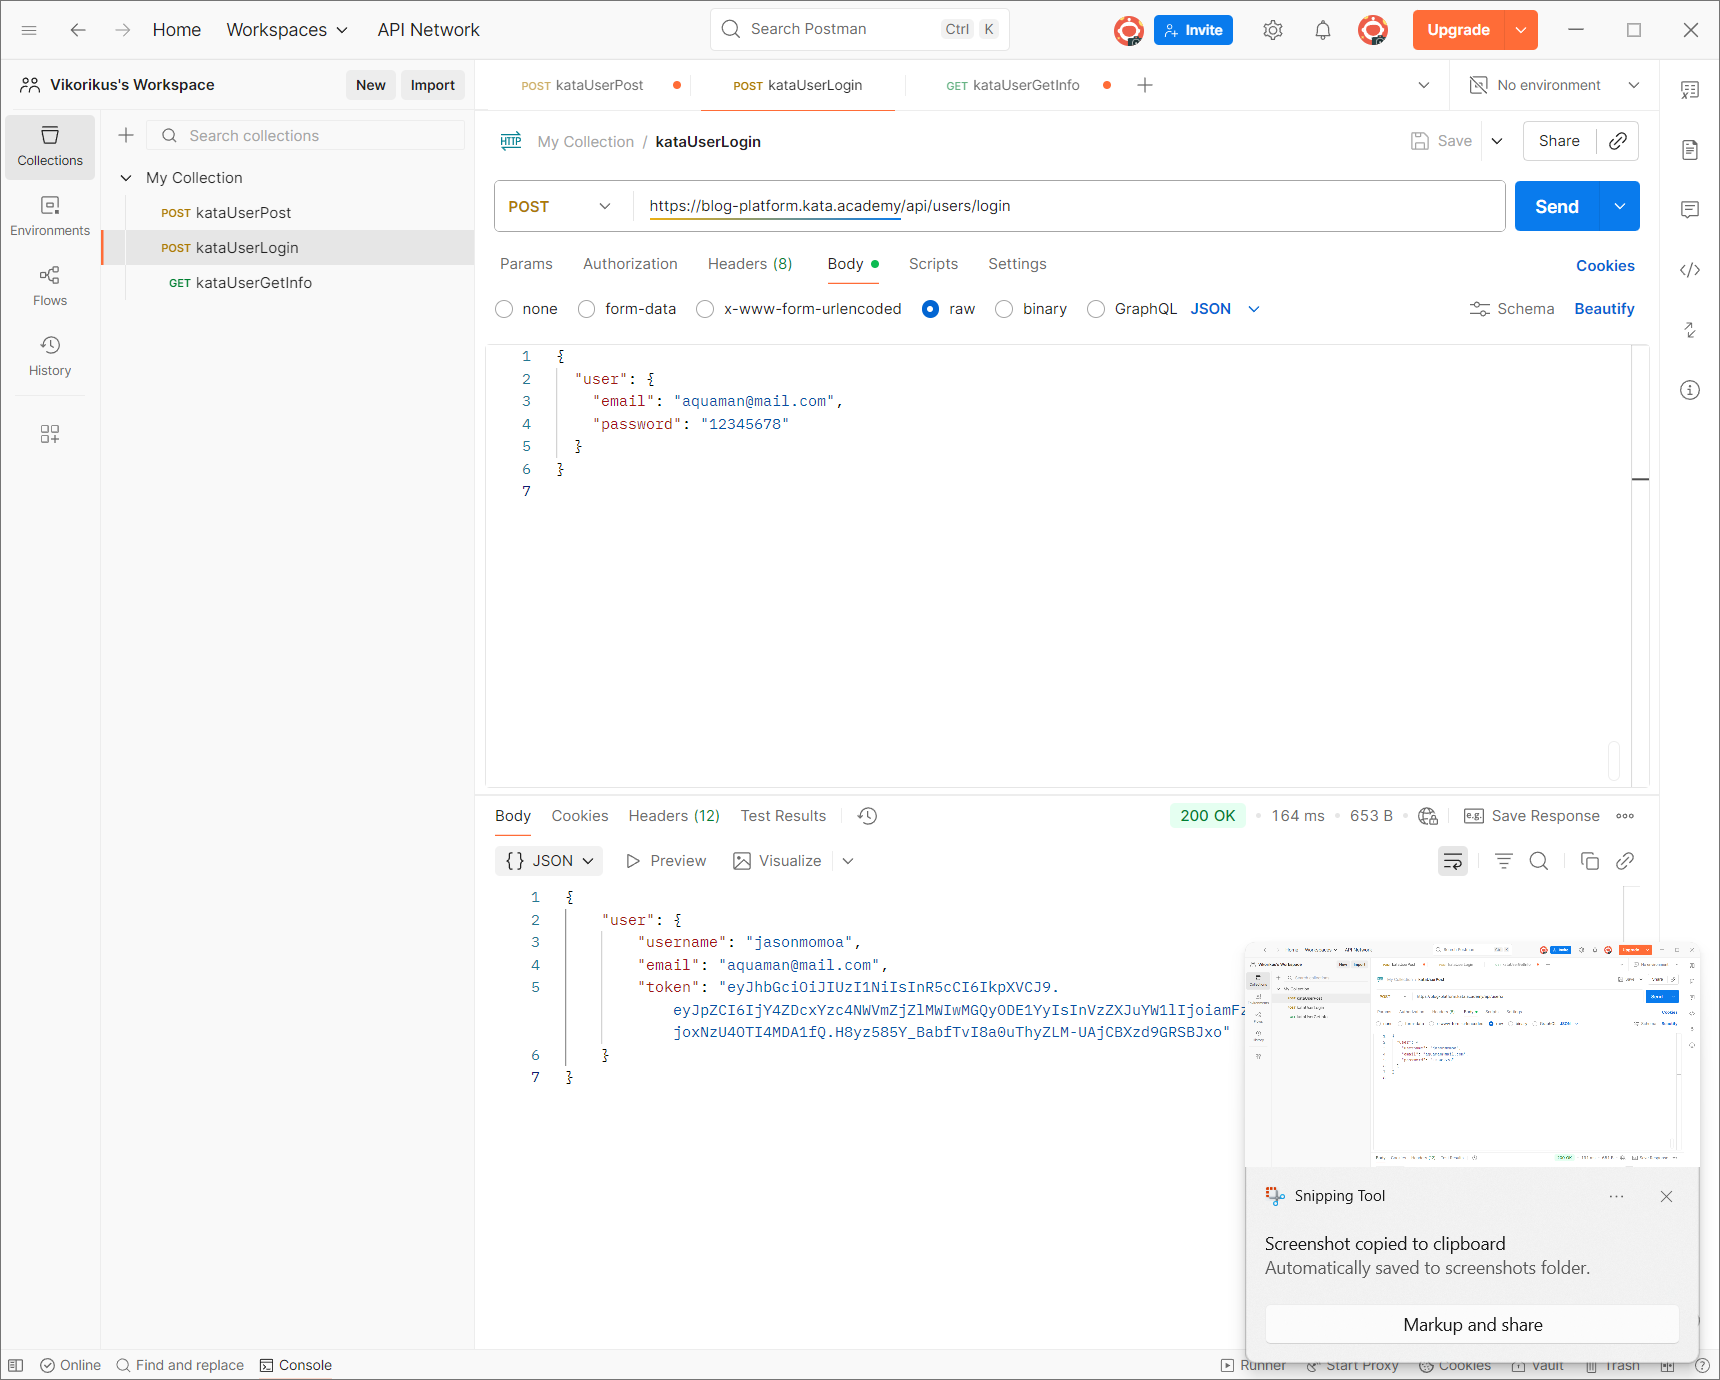 Home Workspaces API Network Search Postman Ctrl K Invite Upgrade
Vikorikus's Workspace New Import
POST kataUserPost POST kataUserLogin GET kataUserGetInfo No environment
Collections
Environments
Flows
History
Search collections
My Collection
POST kataUserPost
POST kataUserLogin
GET kataUserGetInfo
HTTP My Collection / kataUserLogin Save Share
POST https://blog-platform.kata.academy/api/users/login Send
Params Authorization Headers (8) Body Scripts Settings Cookies
none form-data x-www-form-urlencoded raw binary GraphQL JSON Schema Beautify
1 {
2 "user": {
3 "email": "aquaman@mail.com",
4 "password": "12345678"
5 }
6 }
7
Body Cookies Headers (12) Test Results 200 OK 164 ms 653 B e.g. Save Response
{} JSON Preview Visualize
1 {
2 "user": {
3 "username": "jasonmomoa",
4 "email": "aquaman@mail.com",
5 "token": "eyJhbGciOiJIUzI1NiIsInR5cCI6IkpXVCJ9.
eyJpZCI6IjY4ZDcxYzc4NWVmZjZlMWIwMGQyODE1YyIsInVzZXJuYW1lIjoiamFz
joxNzU4OTI4MDA1fQ.H8yz585Y_BabfTvI8a0uThyZLM-UAjCBXzd9GRSBJxo"
6 }
7 }
Snipping Tool
Screenshot copied to clipboard
Automatically saved to screenshots folder.
Markup and share
Online Find and replace Console Runner Start Proxy Cookies Vault Trash